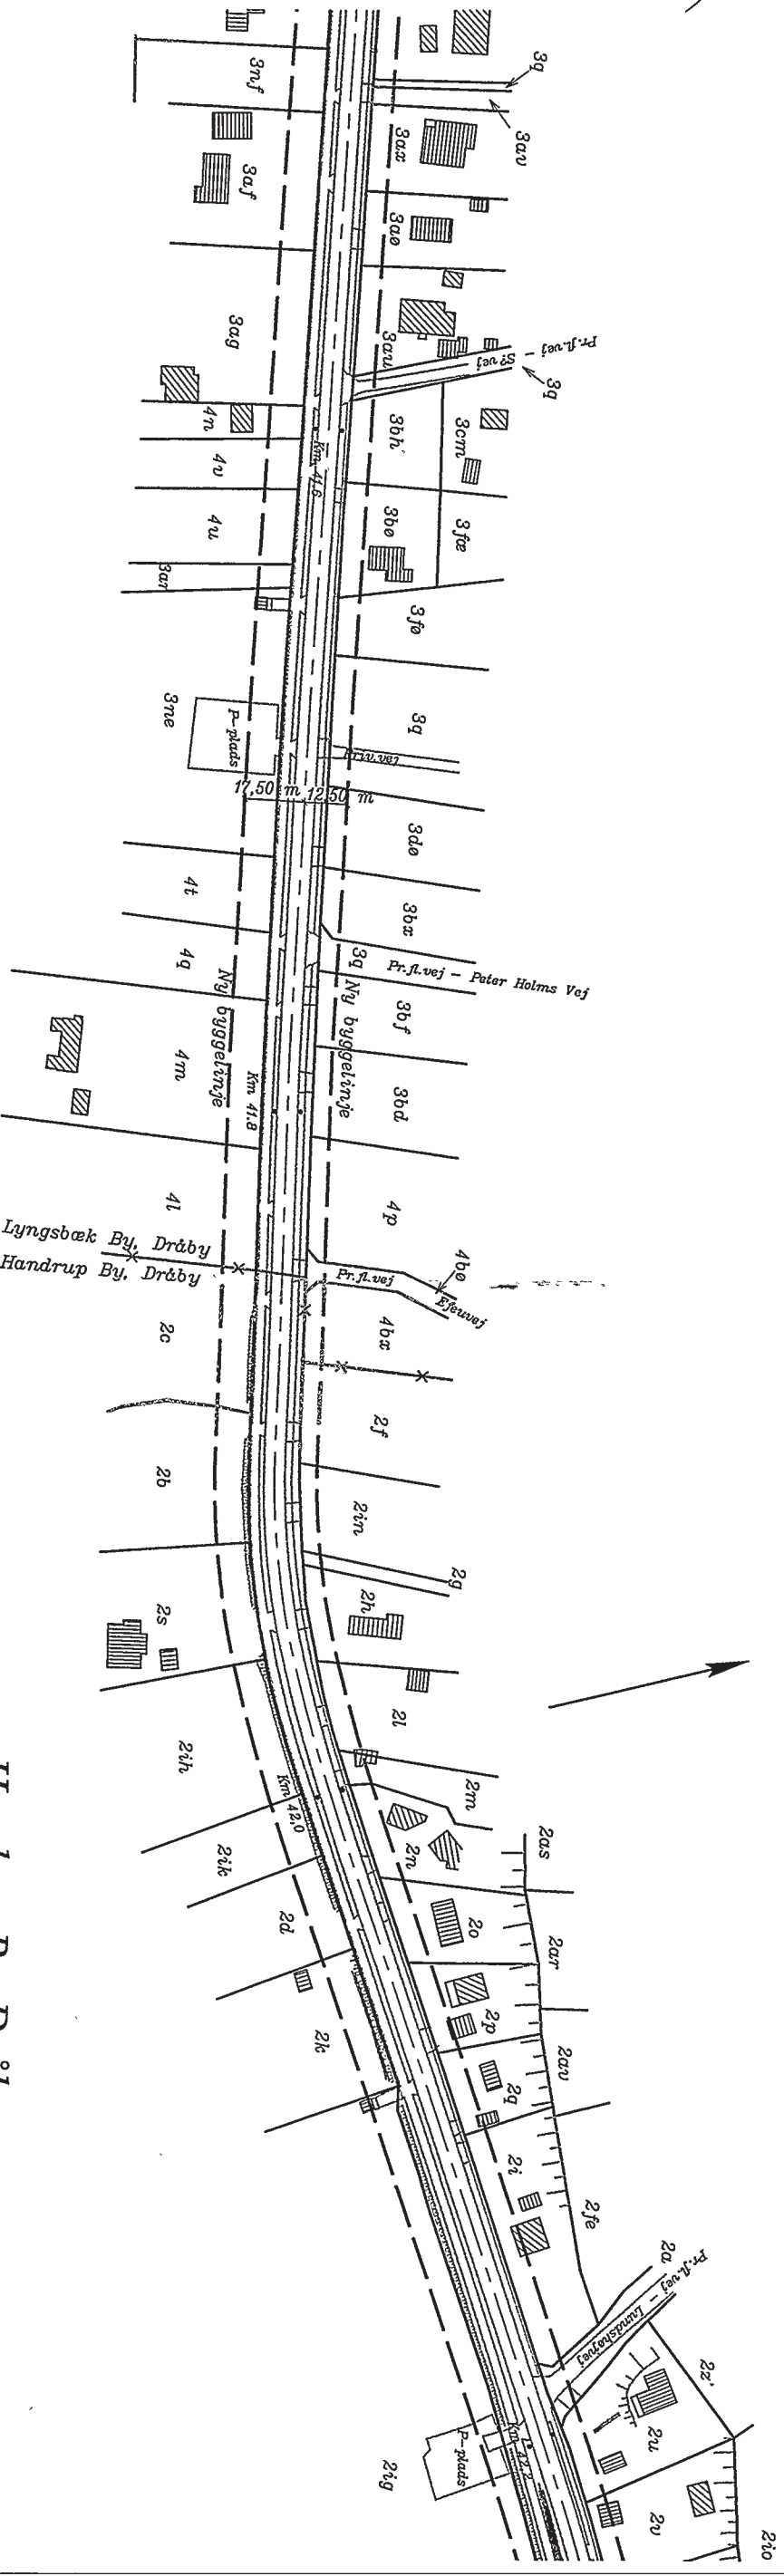 3q
3nf
3av
3ax
3af
3aø
3ag
Pr.fl.vej - S? vej
3q
4n
3bh
3cm
Km 41,6
4v
4u
3bø
3fæ
3ar
3fø
3ne
P-plads
3q
Priv.vej
17,50 m 12,50 m
3dø
4t
3bx
4q
3q
Pr.fl.vej - Peter Holms Vej
Ny byggelinje
Ny byggelinje
3bf
4m
Km 41.8
3bd
4l
4p
Lyngsbæk By, Dråby
Handrup By, Dråby
Pr.fl.vej
4bø
Efeuvej
2c
4bx
2f
2b
2in
2g
2s
2h
2l
2ih
2m
Km 42,0
2ik
2n
2as
2d
2o
2ar
2k
2p
2av
2q
2i
2fe
2a
Pr.fl.vej - Lundshøjvej
2z
2u
Km 42,2
P-plads
2ig
2v
2io